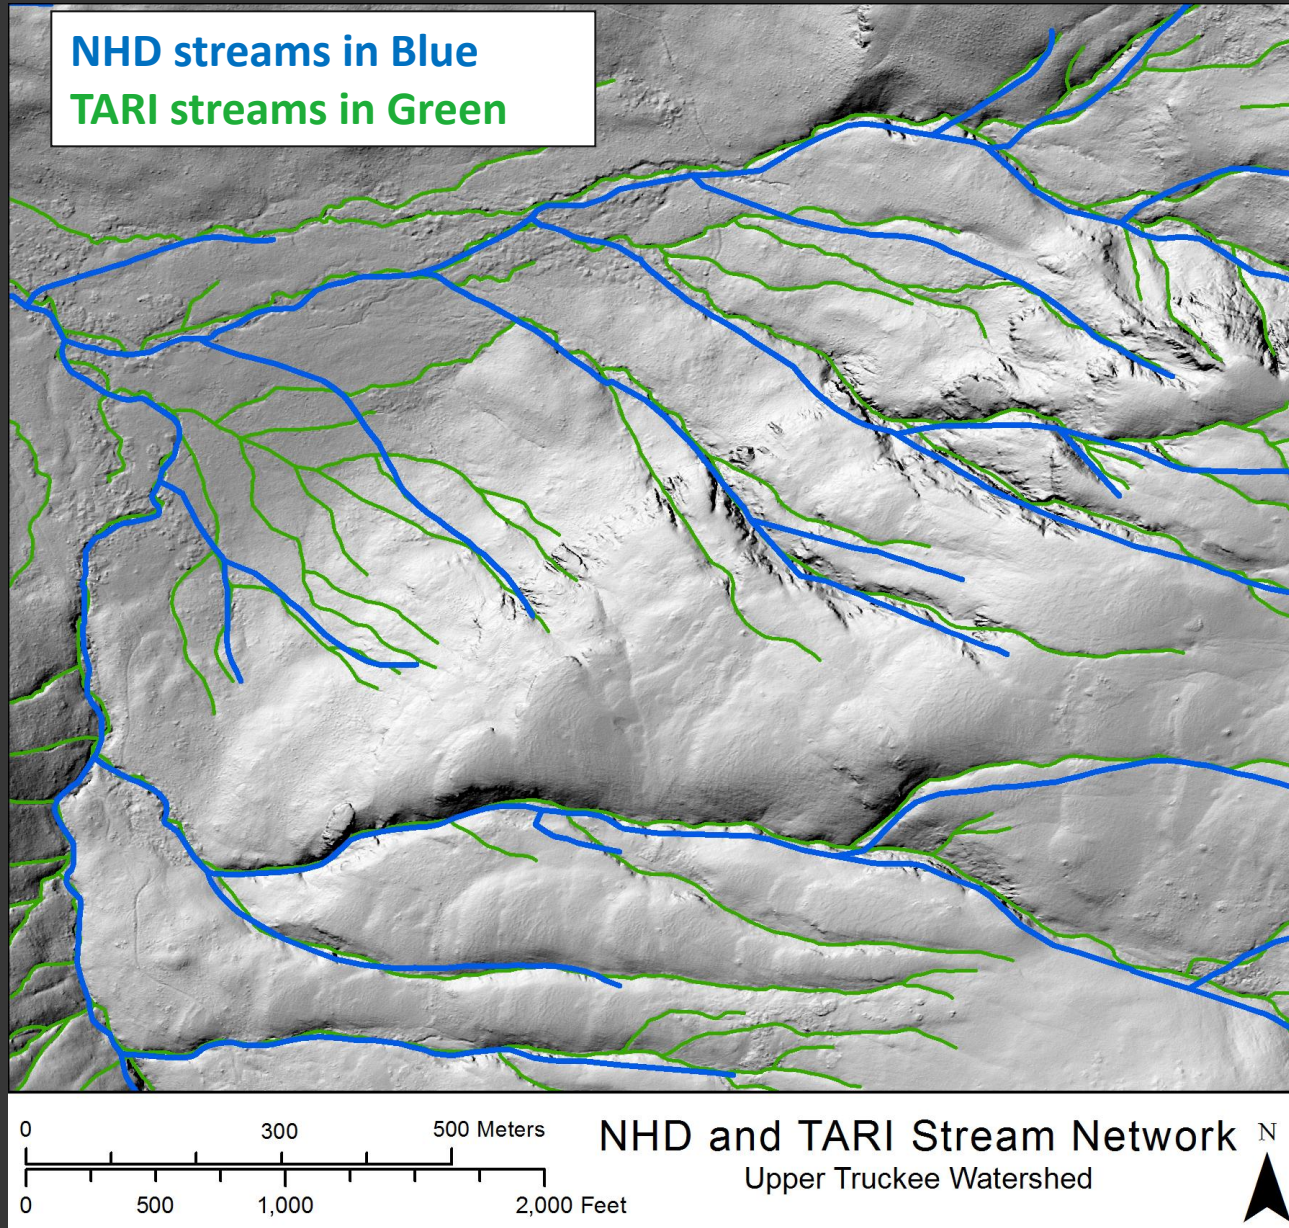 NHD streams in Blue
TARI streams in Green
0 300 500 Meters
0 500 1,000 2,000 Feet
NHD and TARI Stream Network
Upper Truckee Watershed
N